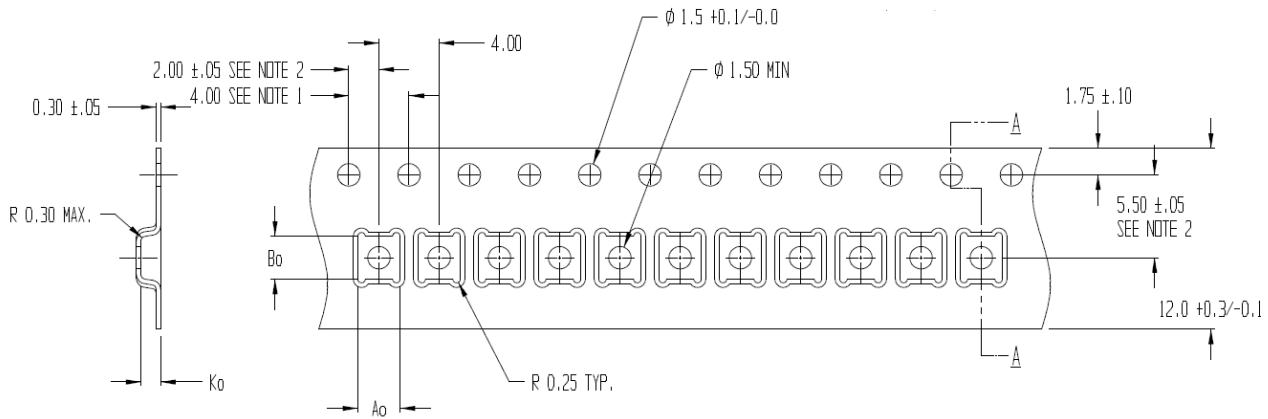 ϕ 1.5 +0.1/-0.0
4.00
2.00 ±.05 SEE NOTE 2
ϕ 1.50 MIN
4.00 SEE NOTE 1
0.30 ±.05
1.75 ±.10
A
R 0.30 MAX.
5.50 ±.05
SEE NOTE 2
Bo
12.0 +0.3/-0.1
A
Ko
R 0.25 TYP.
Ao